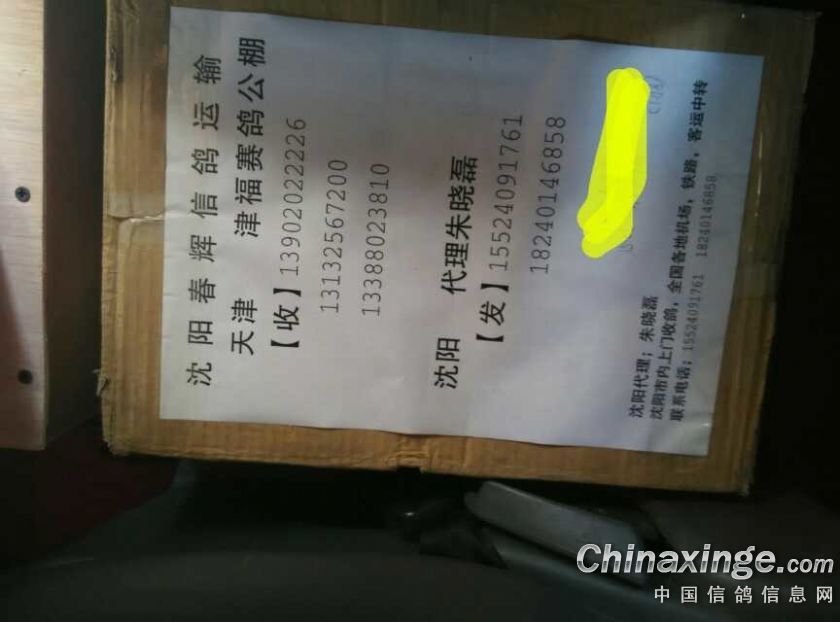 沈阳春辉信鸽运输
天津 津福赛鸽公棚
【收】13902022226
13132567200
13388023810
沈阳 代理朱晓磊
【发】15524091761
18240146858
沈阳代理；朱晓磊
沈阳市内上门收鸽，全国各地机场，铁路，客运中转
联系电话；15524091761 18240146858
Chinaxinge.com
中国信鸽信息网